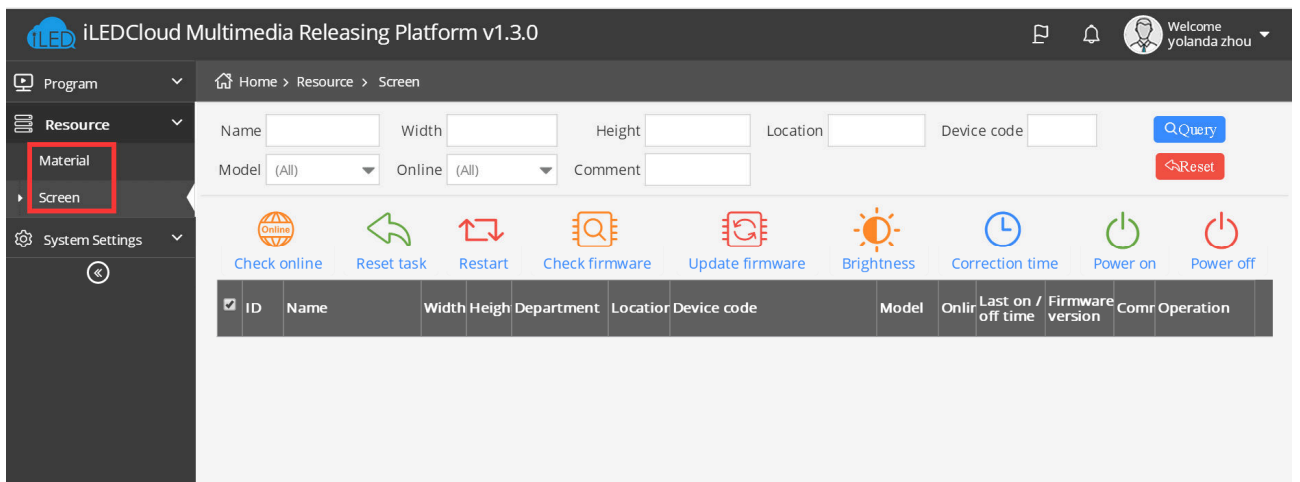 iLED iLEDCloud Multimedia Releasing Platform v1.3.0
Welcome
yolanda zhou
Program
Home > Resource > Screen
Resource
Material
Screen
System Settings
Name Width Height Location Device code Query
Model (All) Online (All) Comment Reset
Online
Check online Reset task Restart Check firmware Update firmware Brightness Correction time Power on Power off
ID Name Width Heigh Department Location Device code Model Onlin Last on / off time Firmware version Comr Operation